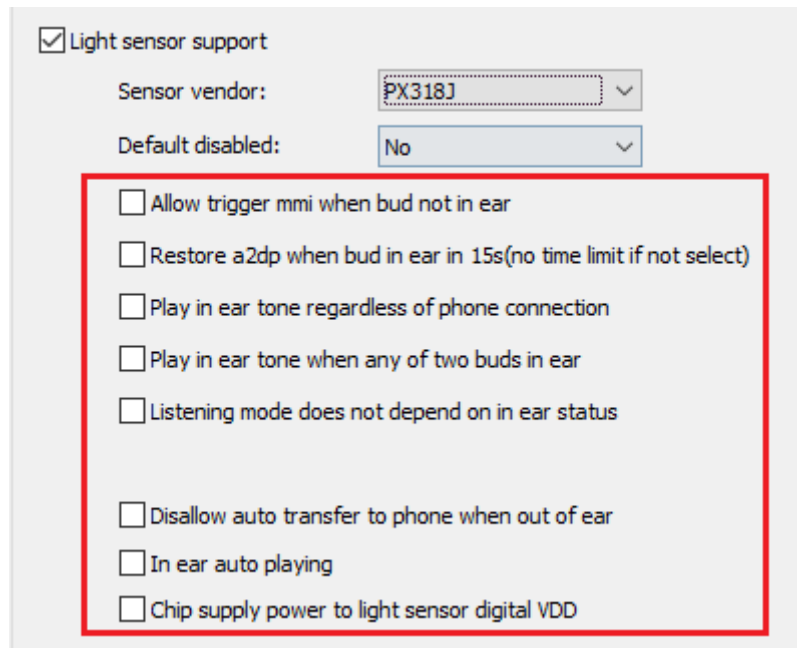 Light sensor support
Sensor vendor: PX318J
Default disabled: No
Allow trigger mmi when bud not in ear
Restore a2dp when bud in ear in 15s(no time limit if not select)
Play in ear tone regardless of phone connection
Play in ear tone when any of two buds in ear
Listening mode does not depend on in ear status
Disallow auto transfer to phone when out of ear
In ear auto playing
Chip supply power to light sensor digital VDD